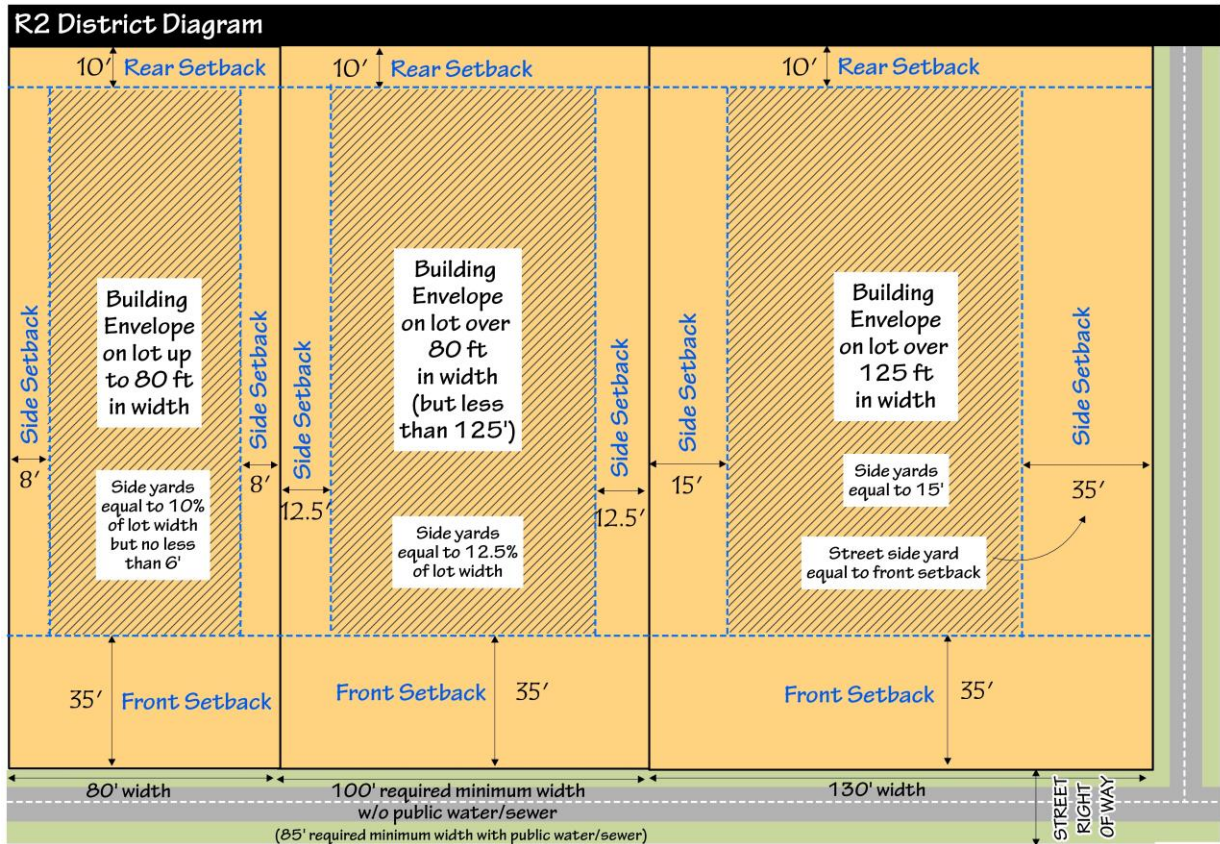 R2 District Diagram
10' Rear Setback
10' Rear Setback
10' Rear Setback
Side Setback
8'
Building
Envelope
on lot up
to 80 ft
in width
Side yards
equal to 10%
of lot width
but no less
than 6'
Side Setback
8'
Side Setback
12.5'
Building
Envelope
on lot over
80 ft
in width
(but less
than 125')
Side yards
equal to 12.5%
of lot width
Side Setback
12.5'
15'
Building
Envelope
on lot over
125 ft
in width
Side yards
equal to 15'
Street side yard
equal to front setback
Side Setback
35'
35' Front Setback
Front Setback 35'
Front Setback 35'
80' width
100' required minimum width
w/o public water/sewer
(85' required minimum width with public water/sewer)
130' width
STREET
RIGHT
OF WAY